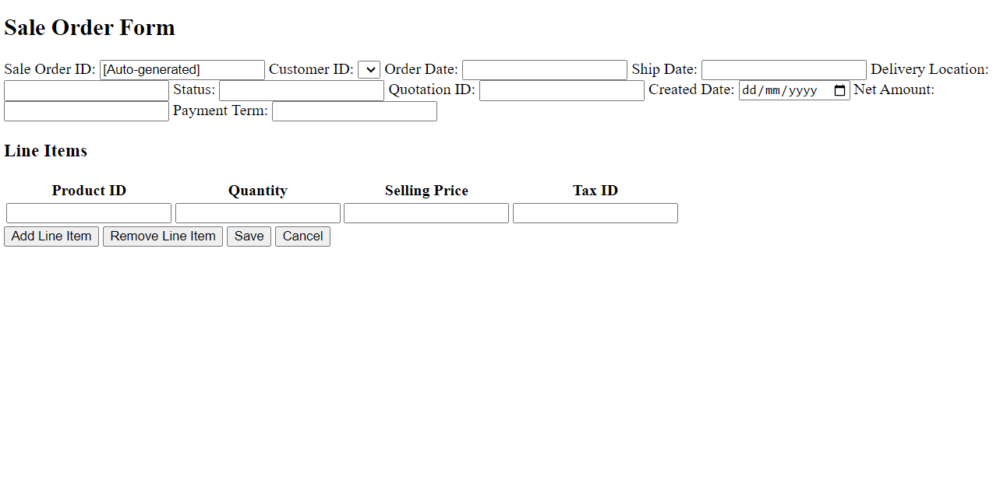 Sale Order Form
Sale Order ID: [Auto-generated] Customer ID: Order Date: Ship Date: Delivery Location:
Status: Quotation ID: Created Date: dd/mm/yyyy Net Amount:
Payment Term:
Line Items
Product ID Quantity Selling Price Tax ID
Add Line Item Remove Line Item Save Cancel